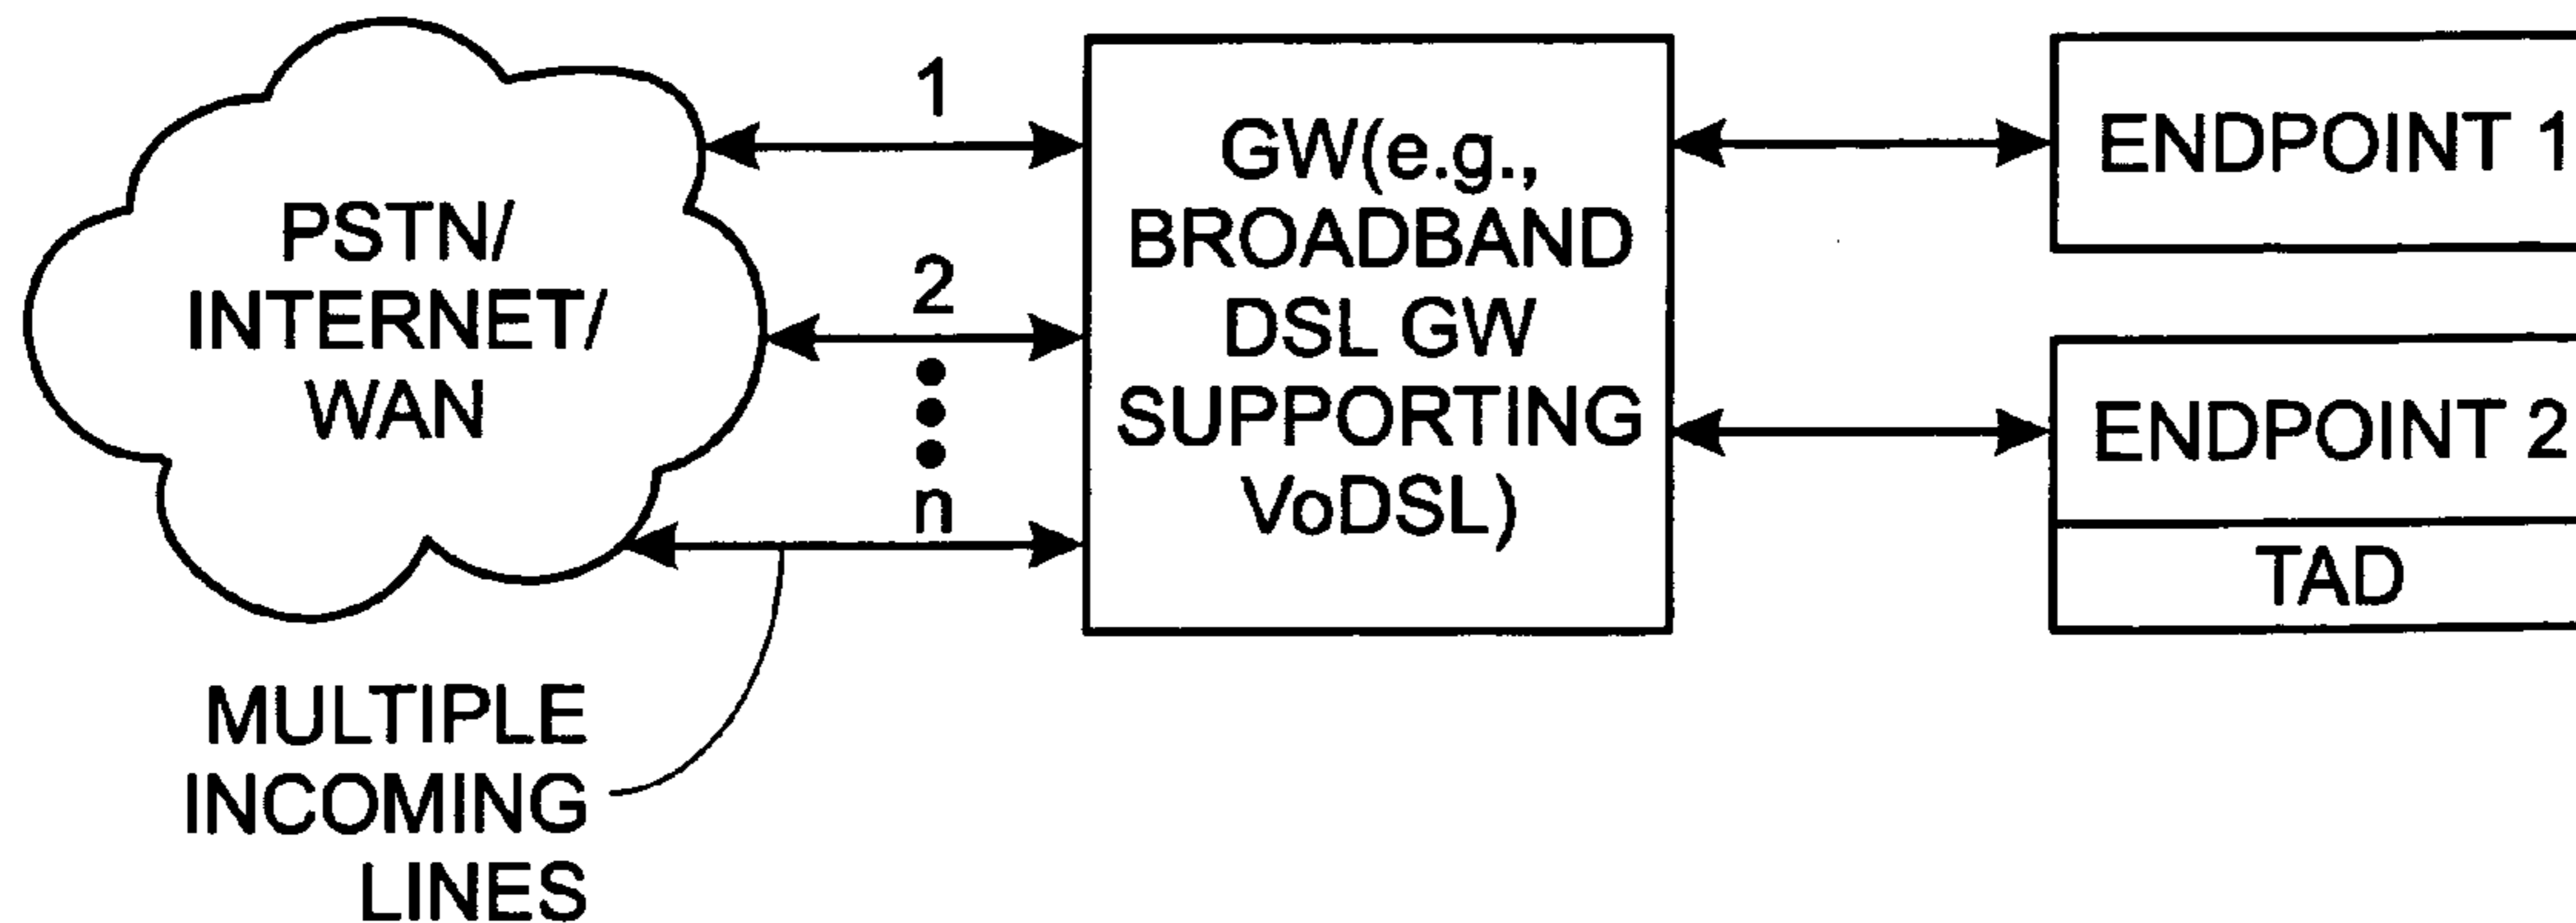 PSTN/
INTERNET/
WAN
1
2
n
MULTIPLE
INCOMING
LINES
GW(e.g.,
BROADBAND
DSL GW
SUPPORTING
VoDSL)
ENDPOINT 1
ENDPOINT 2
TAD